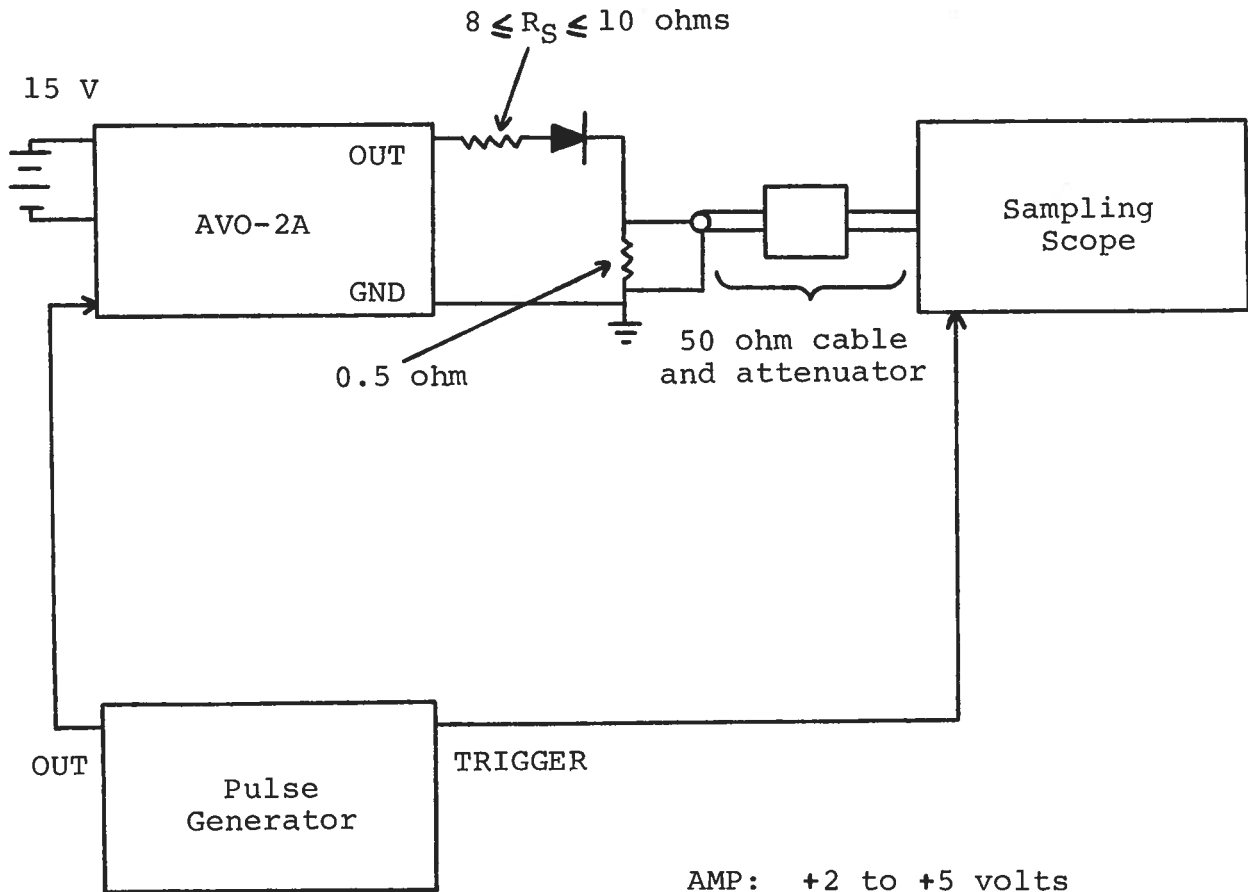 8 ≤ RS ≤ 10 ohms
15 V
OUT
AVO-2A
GND
0.5 ohm
Sampling
Scope
50 ohm cable
and attenuator
OUT
TRIGGER
Pulse
Generator
AMP: +2 to +5 volts